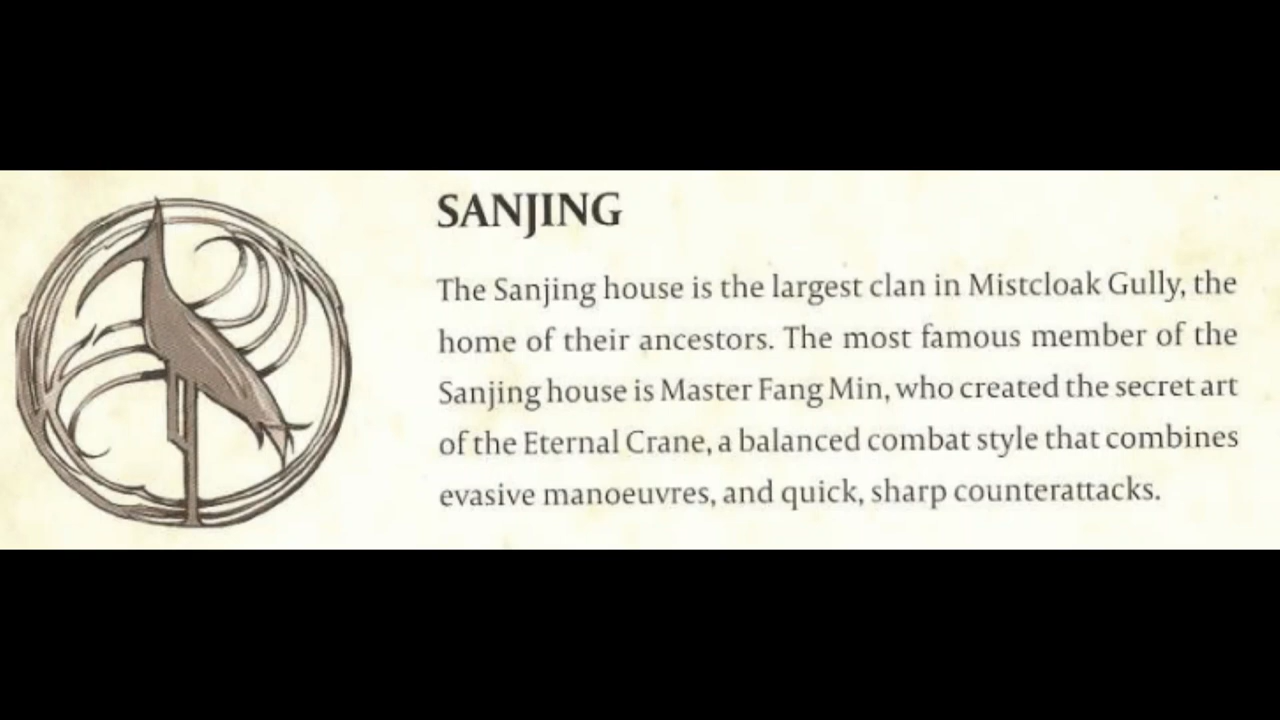 SANJING
The Sanjing house is the largest clan in Mistcloak Gully, the
home of their ancestors. The most famous member of the
Sanjing house is Master Fang Min, who created the secret art
of the Eternal Crane, a balanced combat style that combines
evasive manoeuvres, and quick, sharp counterattacks.